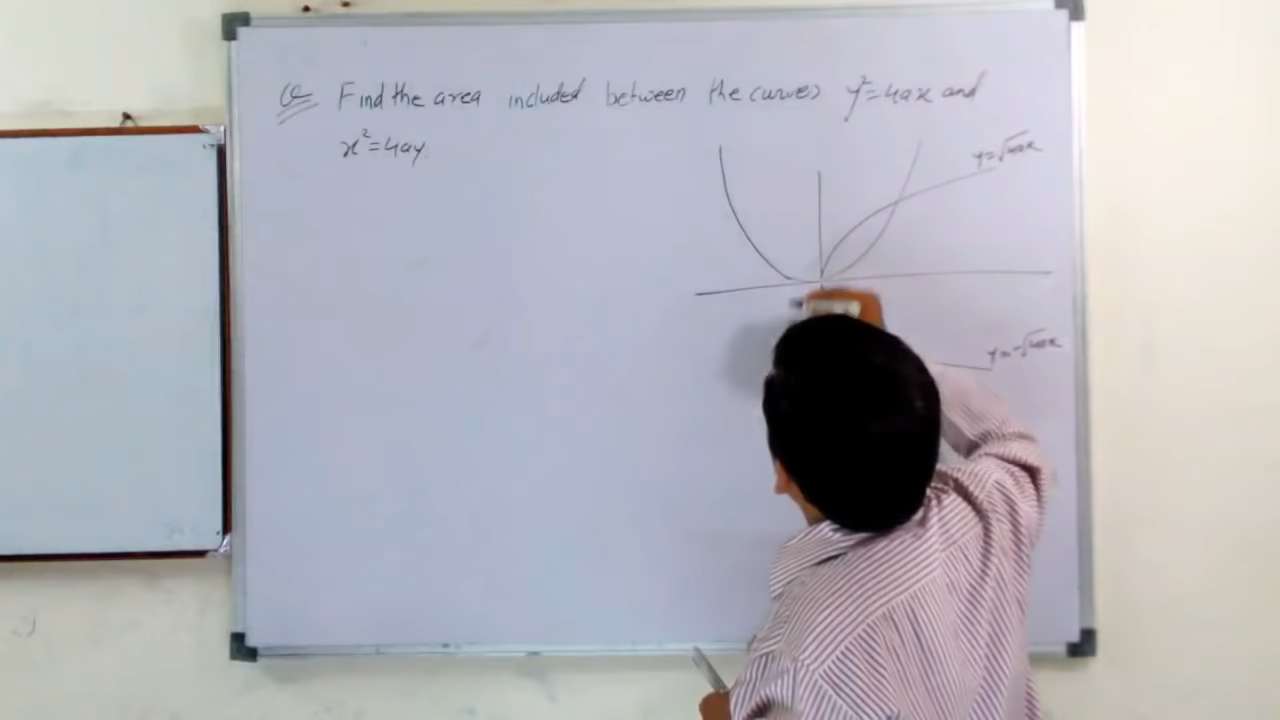 Q Find the area included between the curves y²=4ax and
x²=4ay.
y=√4ax
y=-√4ax